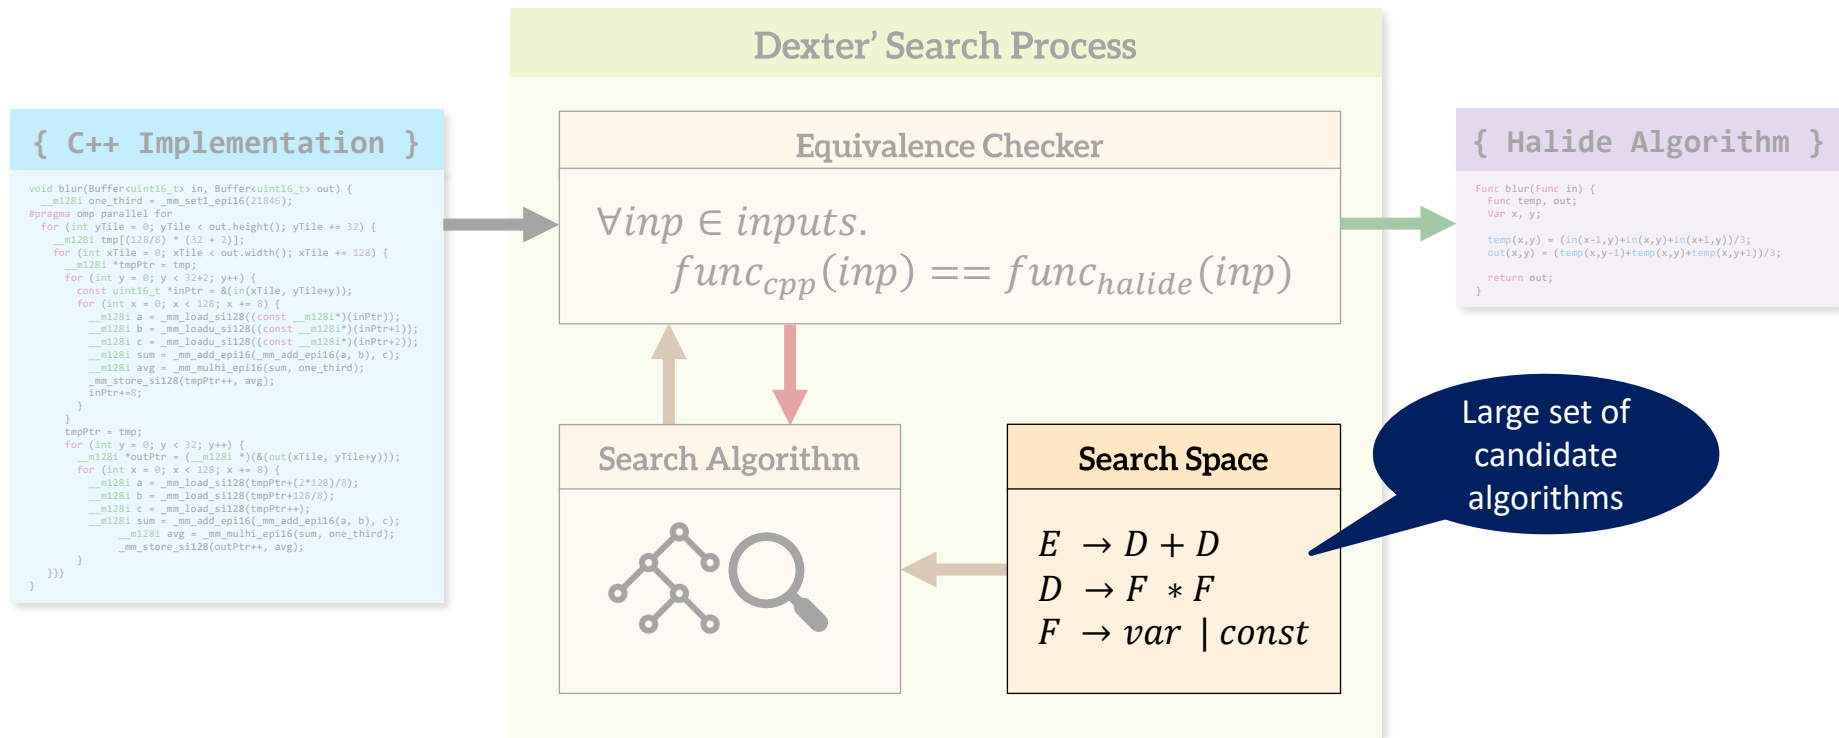 Dexter’ Search Process
{ C++ Implementation }
void blur(Buffer<uint16_t> in, Buffer<uint16_t> out) {
__m128i one_third = _mm_set1_epi16(21846);
#pragma omp parallel for
for (int yTile = 0; yTile < out.height(); yTile += 32) {
__m128i tmp[(128/8) * (32 + 2)];
for (int xTile = 0; xTile < out.width(); xTile += 128) {
__m128i *tmpPtr = tmp;
for (int y = 0; y < 32+2; y++) {
const uint16_t *inPtr = &(in(xTile, yTile+y));
for (int x = 0; x < 128; x += 8) {
__m128i a = _mm_load_si128((const __m128i*)(inPtr));
__m128i b = _mm_loadu_si128((const __m128i*)(inPtr+1));
__m128i c = _mm_loadu_si128((const __m128i*)(inPtr+2));
__m128i sum = _mm_add_epi16(_mm_add_epi16(a, b), c);
__m128i avg = _mm_mulhi_epi16(sum, one_third);
_mm_store_si128(tmpPtr++, avg);
inPtr+=8;
}
}
tmpPtr = tmp;
for (int y = 0; y < 32; y++) {
__m128i *outPtr = (__m128i *)(&(out(xTile, yTile+y)));
for (int x = 0; x < 128; x += 8) {
__m128i a = _mm_load_si128(tmpPtr+(2*128)/8);
__m128i b = _mm_load_si128(tmpPtr+128/8);
__m128i c = _mm_load_si128(tmpPtr++);
__m128i sum = _mm_add_epi16(_mm_add_epi16(a, b), c);
__m128i avg = _mm_mulhi_epi16(sum, one_third);
_mm_store_si128(outPtr++, avg);
}
}}}
}
Equivalence Checker
∀inp ∈ inputs.
func_cpp(inp) == func_halide(inp)
Search Algorithm
Search Space
E → D + D
D → F * F
F → var | const
Large set of
candidate
algorithms
{ Halide Algorithm }
Func blur(Func in) {
Func temp, out;
Var x, y;
temp(x,y) = (in(x-1,y)+in(x,y)+in(x+1,y))/3;
out(x,y) = (temp(x,y-1)+temp(x,y)+temp(x,y+1))/3;
return out;
}